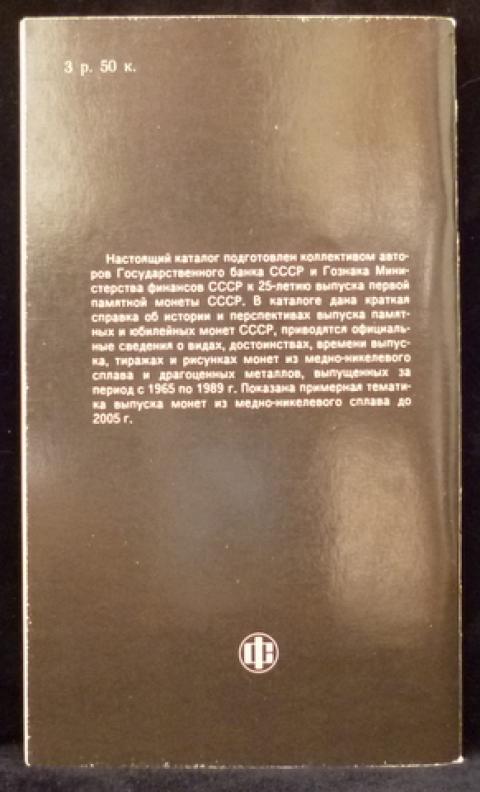 3 р. 50 к.
Настоящий каталог подготовлен коллективом авто-
ров Государственного банка СССР и Гознака Мини-
стерства финансов СССР к 25-летию выпуска первой
памятной монеты СССР. В каталоге дана краткая
справка об истории и перспективах выпуска памят-
ных и юбилейных монет СССР, приводятся официаль-
ные сведения о видах, достоинствах, времени выпус-
ка, тиражах и рисунках монет из медно-никелевого
сплава и драгоценных металлов, выпущенных за
период с 1965 по 1989 г. Показана примерная темати-
ка выпуска монет из медно-никелевого сплава до
2005 г.